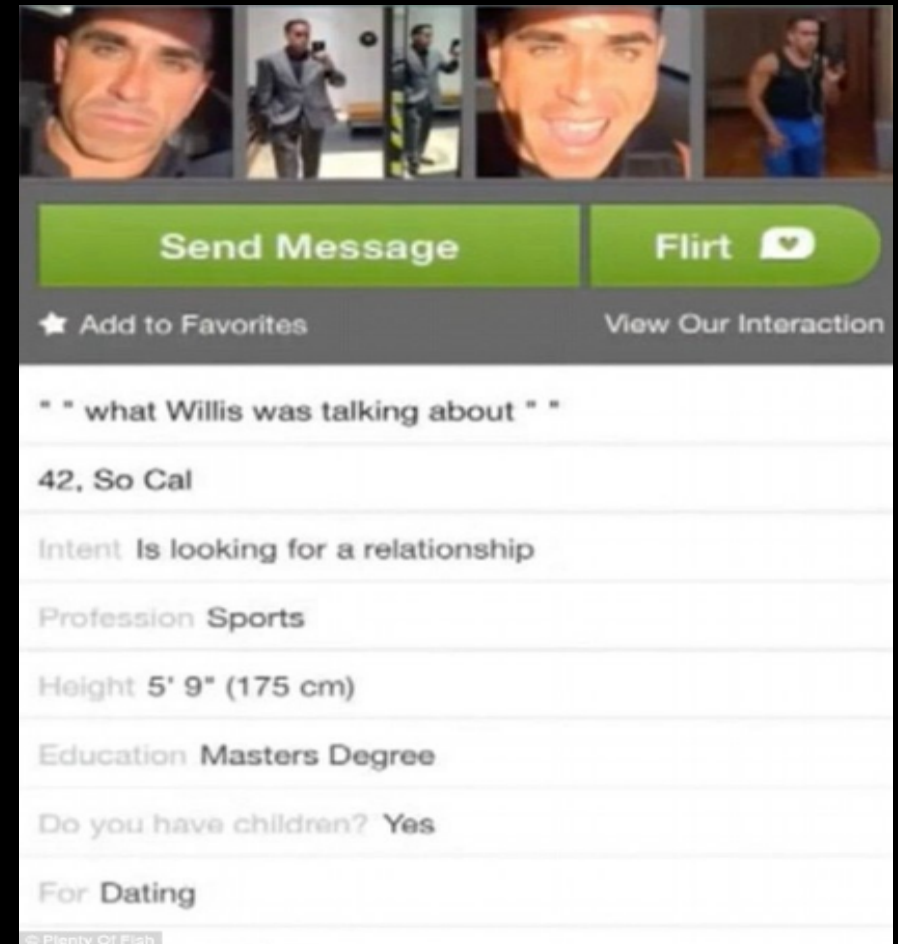 Send Message
Flirt
Add to Favorites
View Our Interaction
" " what Willis was talking about " "
42, So Cal
Intent Is looking for a relationship
Profession Sports
Height 5' 9" (175 cm)
Education Masters Degree
Do you have children? Yes
For Dating
© Plenty Of Fish